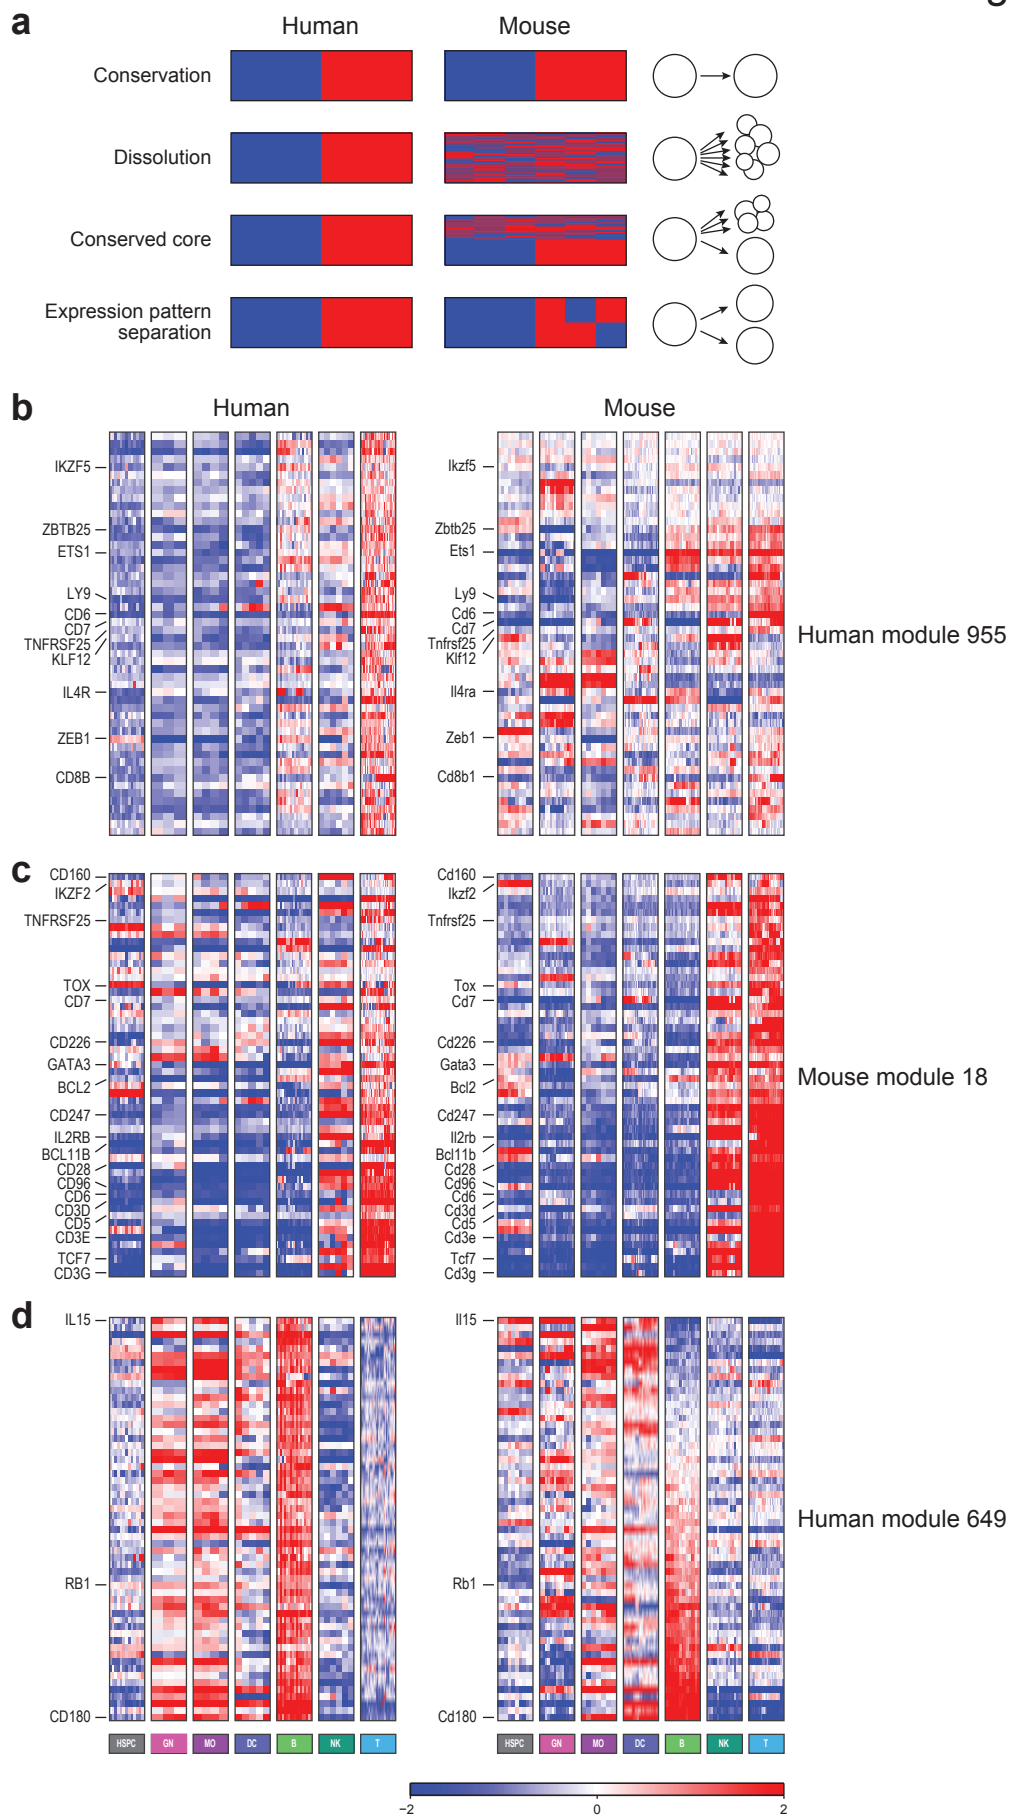 a
Human
Mouse
Conservation
Dissolution
Conserved core
Expression pattern
separation
b
Human
Mouse
IKZF5
ZBTB25
ETS1
LY9
CD6
CD7
TNFRSF25
KLF12
IL4R
ZEB1
CD8B
Ikzf5
Zbtb25
Ets1
Ly9
Cd6
Cd7
Tnfrsf25
Klf12
Il4ra
Zeb1
Cd8b1
Human module 955
c
CD160
IKZF2
TNFRSF25
TOX
CD7
CD226
GATA3
BCL2
CD247
IL2RB
BCL11B
CD28
CD96
CD6
CD3D
CD5
CD3E
TCF7
CD3G
Cd160
Ikzf2
Tnfrsf25
Tox
Cd7
Cd226
Gata3
Bcl2
Cd247
Il2rb
Bcl11b
Cd28
Cd96
Cd6
Cd3d
Cd5
Cd3e
Tcf7
Cd3g
Mouse module 18
d
IL15
RB1
CD180
Il15
Rb1
Cd180
Human module 649
HSPC GN MO DC B NK T
HSPC GN MO DC B NK T
−2 0 2